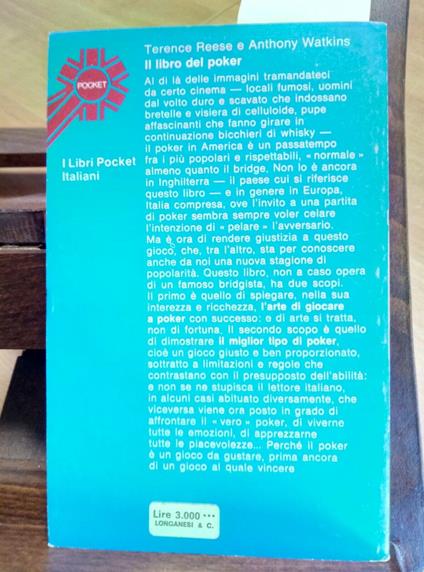 Terence Reese e Anthony Watkins
Il libro del poker
POCKET
I Libri Pocket
Italiani
Al di là delle immagini tramandateci
da certo cinema — locali fumosi, uomini
dal volto duro e scavato che indossano
bretelle e visiera di celluloide, pupe
affascinanti che fanno girare in
continuazione bicchieri di whisky —
il poker in America è un passatempo
fra i più popolari e rispettabili, « normale »
almeno quanto il bridge. Non lo è ancora
in Inghilterra — il paese cui si riferisce
questo libro — e in genere in Europa,
Italia compresa, ove l'invito a una partita
di poker sembra sempre voler celare
l'intenzione di « pelare » l'avversario.
Ma è ora di rendere giustizia a questo
gioco, che, tra l'altro, sta per conoscere
anche da noi una nuova stagione di
popolarità. Questo libro, non a caso opera
di un famoso bridgista, ha due scopi.
Il primo è quello di spiegare, nella sua
interezza e ricchezza, l'arte di giocare
a poker con successo: e di arte si tratta,
non di fortuna. Il secondo scopo è quello
di dimostrare il miglior tipo di poker,
cioè un gioco giusto e ben proporzionato,
sottratto a limitazioni e regole che
contrastano con il presupposto dell'abilità:
e non se ne stupisca il lettore italiano,
in alcuni casi abituato diversamente, che
viceversa viene ora posto in grado di
affrontare il « vero » poker, di viverne
tutte le emozioni, di apprezzarne
tutte le piacevolezze... Perché il poker
è un gioco da gustare, prima ancora
di un gioco al quale vincere
Lire 3.000 •••
LONGANESI & C.